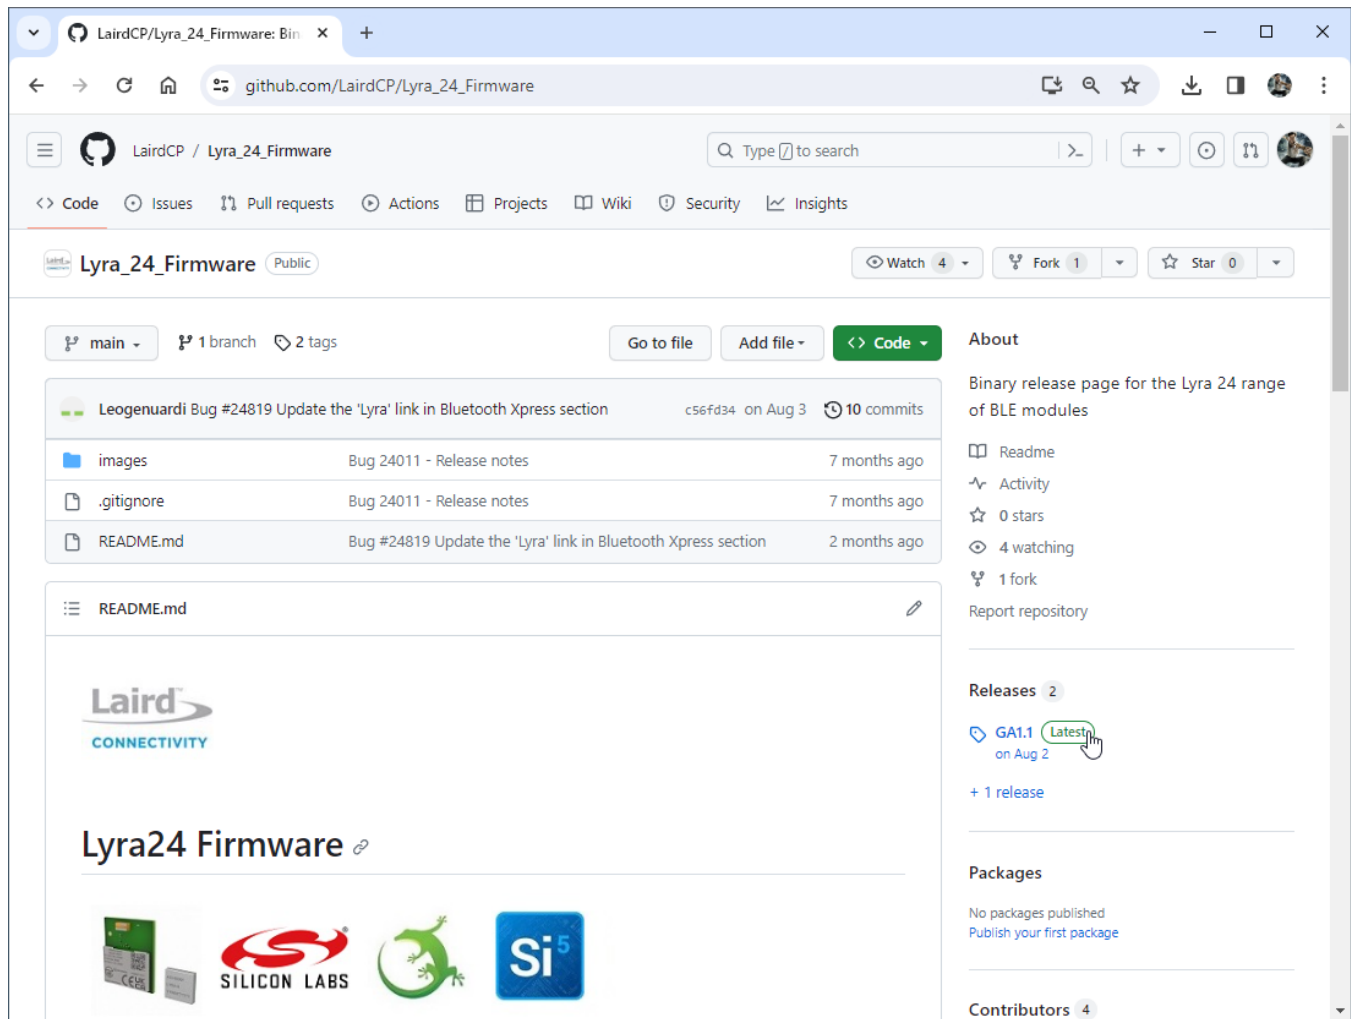 LairdCP/Lyra_24_Firmware: Bin
github.com/LairdCP/Lyra_24_Firmware
LairdCP / Lyra_24_Firmware
Type / to search
Code Issues Pull requests Actions Projects Wiki Security Insights
Lyra_24_Firmware Public
Watch 4 Fork 1 Star 0
main 1 branch 2 tags Go to file Add file Code
Leogenuardi Bug #24819 Update the 'Lyra' link in Bluetooth Xpress section c56fd34 on Aug 3 10 commits
images Bug 24011 - Release notes 7 months ago
.gitignore Bug 24011 - Release notes 7 months ago
README.md Bug #24819 Update the 'Lyra' link in Bluetooth Xpress section 2 months ago
README.md
Laird™
CONNECTIVITY
Lyra24 Firmware
SILICON LABS
Si5
About
Binary release page for the Lyra 24 range
of BLE modules
Readme
Activity
0 stars
4 watching
1 fork
Report repository
Releases 2
GA1.1 Latest
on Aug 2
+ 1 release
Packages
No packages published
Publish your first package
Contributors 4